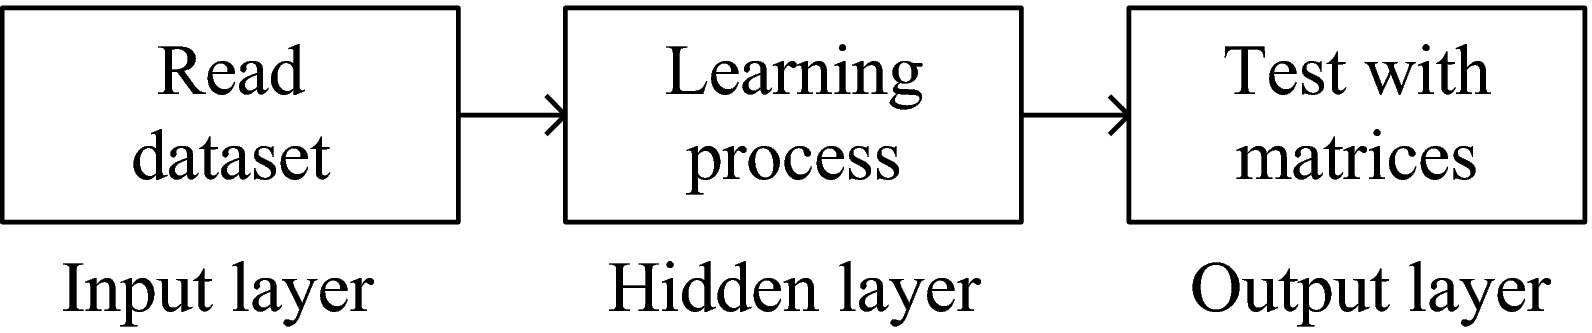 Read
dataset
Learning
process
Test with
matrices
Input layer
Hidden layer
Output layer